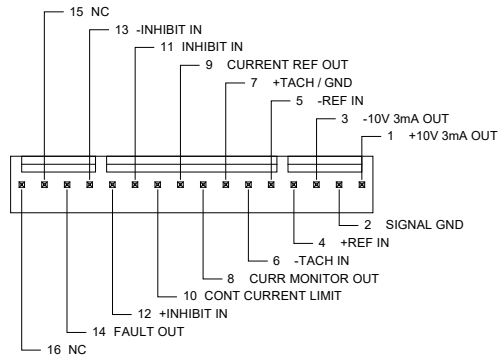 15 NC
13 -INHIBIT IN
11 INHIBIT IN
9 CURRENT REF OUT
7 +TACH / GND
5 -REF IN
3 -10V 3mA OUT
1 +10V 3mA OUT
2 SIGNAL GND
4 +REF IN
6 -TACH IN
8 CURR MONITOR OUT
10 CONT CURRENT LIMIT
12 +INHIBIT IN
14 FAULT OUT
16 NC